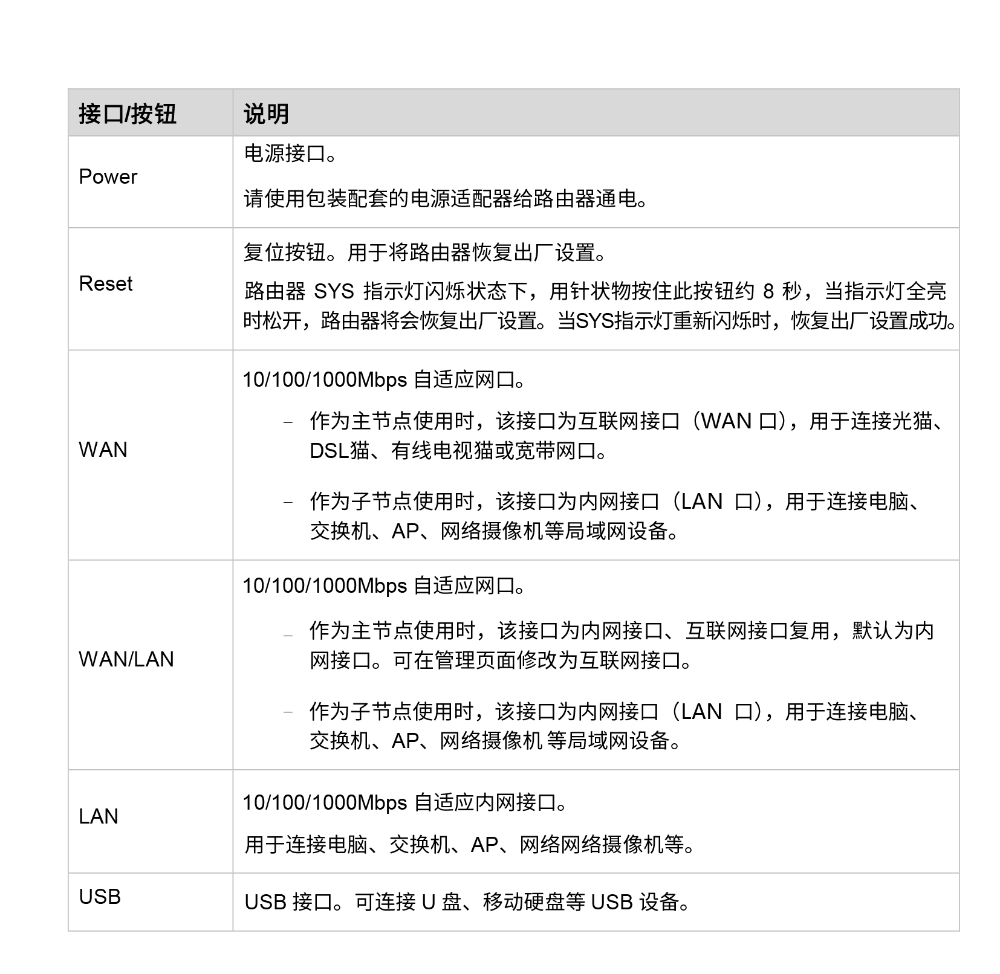 接口/按钮 说明
Power
电源接口。
请使用包装配套的电源适配器给路由器通电。
Reset
复位按钮。用于将路由器恢复出厂设置。
路由器 SYS 指示灯闪烁状态下，用针状物按住此按钮约 8 秒，当指示灯全亮
时松开，路由器将会恢复出厂设置。当SYS指示灯重新闪烁时，恢复出厂设置成功。
WAN
10/100/1000Mbps 自适应网口。
– 作为主节点使用时，该接口为互联网接口（WAN 口），用于连接光猫、
DSL猫、有线电视猫或宽带网口。
– 作为子节点使用时，该接口为内网接口（LAN 口），用于连接电脑、
交换机、AP、网络摄像机等局域网设备。
WAN/LAN
10/100/1000Mbps 自适应网口。
– 作为主节点使用时，该接口为内网接口、互联网接口复用，默认为内
网接口。可在管理页面修改为互联网接口。
– 作为子节点使用时，该接口为内网接口（LAN 口），用于连接电脑、
交换机、AP、网络摄像机 等局域网设备。
LAN
10/100/1000Mbps 自适应内网接口。
用于连接电脑、交换机、AP、网络网络摄像机等。
USB
USB 接口。可连接 U 盘、移动硬盘等 USB 设备。